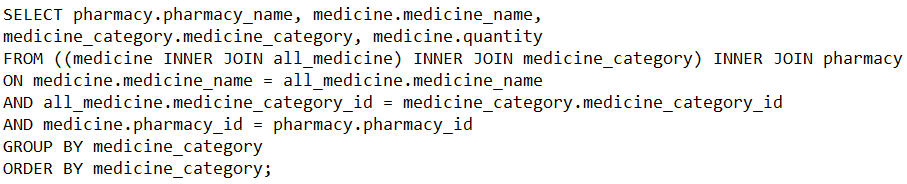 SELECT pharmacy.pharmacy_name, medicine.medicine_name,
medicine_category.medicine_category, medicine.quantity
FROM ((medicine INNER JOIN all_medicine) INNER JOIN medicine_category) INNER JOIN pharmacy
ON medicine.medicine_name = all_medicine.medicine_name
AND all_medicine.medicine_category_id = medicine_category.medicine_category_id
AND medicine.pharmacy_id = pharmacy.pharmacy_id
GROUP BY medicine_category
ORDER BY medicine_category;